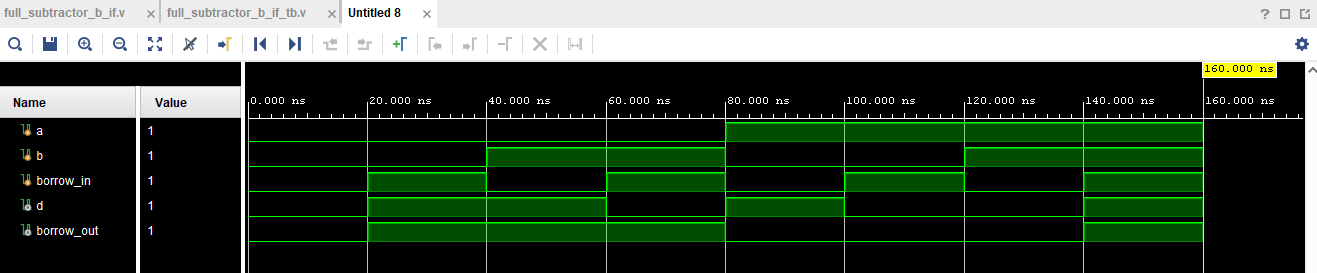 full_subtractor_b_if.v × full_subtractor_b_if_tb.v × Untitled 8 × ?
160.000 ns
Name Value 0.000 ns 20.000 ns 40.000 ns 60.000 ns 80.000 ns 100.000 ns 120.000 ns 140.000 ns 160.000 ns
a 1
b 1
borrow_in 1
d 1
borrow_out 1